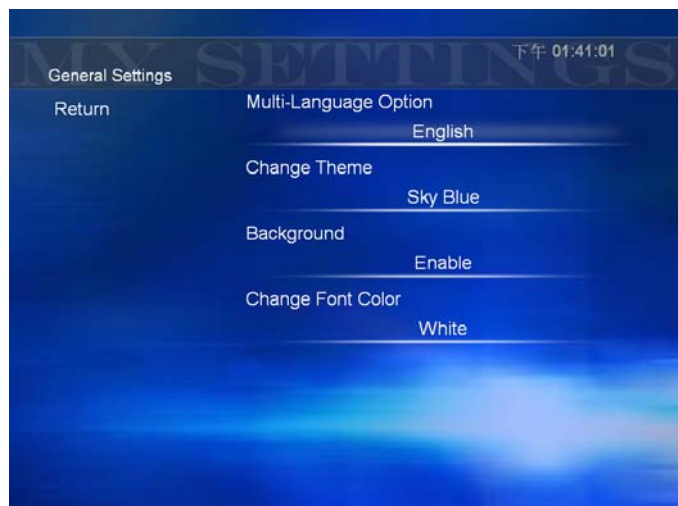 MY SETTINGS
下午 01:41:01
General Settings
Return
Multi-Language Option
English
Change Theme
Sky Blue
Background
Enable
Change Font Color
White